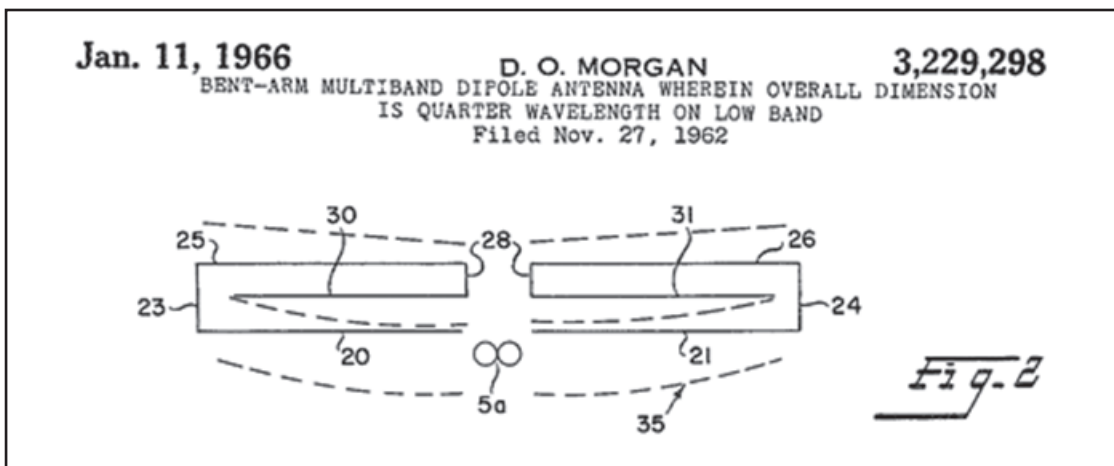 Jan. 11, 1966 D. O. MORGAN 3,229,298
BENT-ARM MULTIBAND DIPOLE ANTENNA WHEREIN OVERALL DIMENSION
IS QUARTER WAVELENGTH ON LOW BAND
Filed Nov. 27, 1962
30 31
25 28 26
23 24
20 21
5a
35
Fig. 2